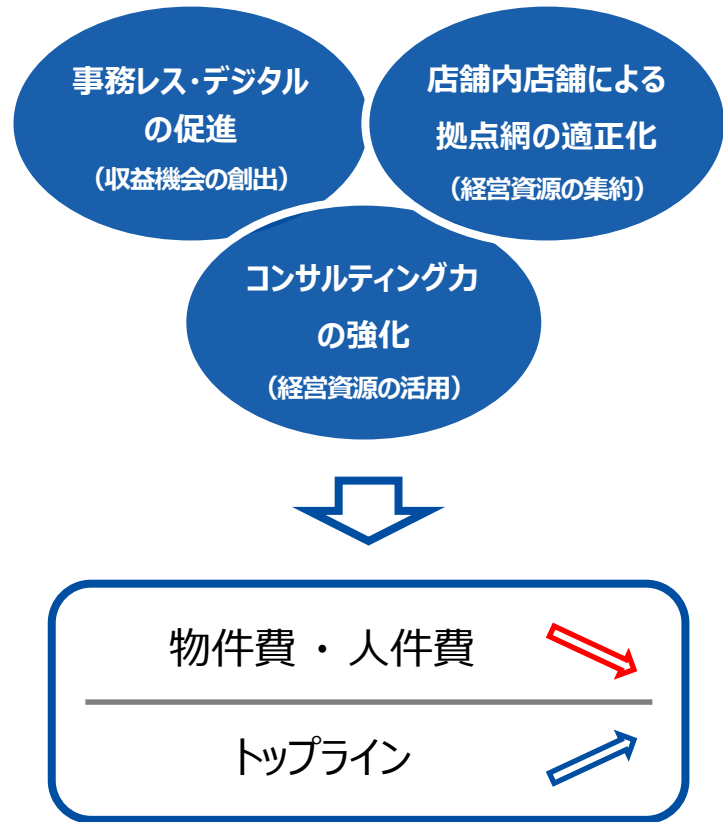 事務レス・デジタル
の促進
（収益機会の創出）
店舗内店舗による
拠点網の適正化
（経営資源の集約）
コンサルティング力
の強化
（経営資源の活用）
物件費・人件費
トップライン